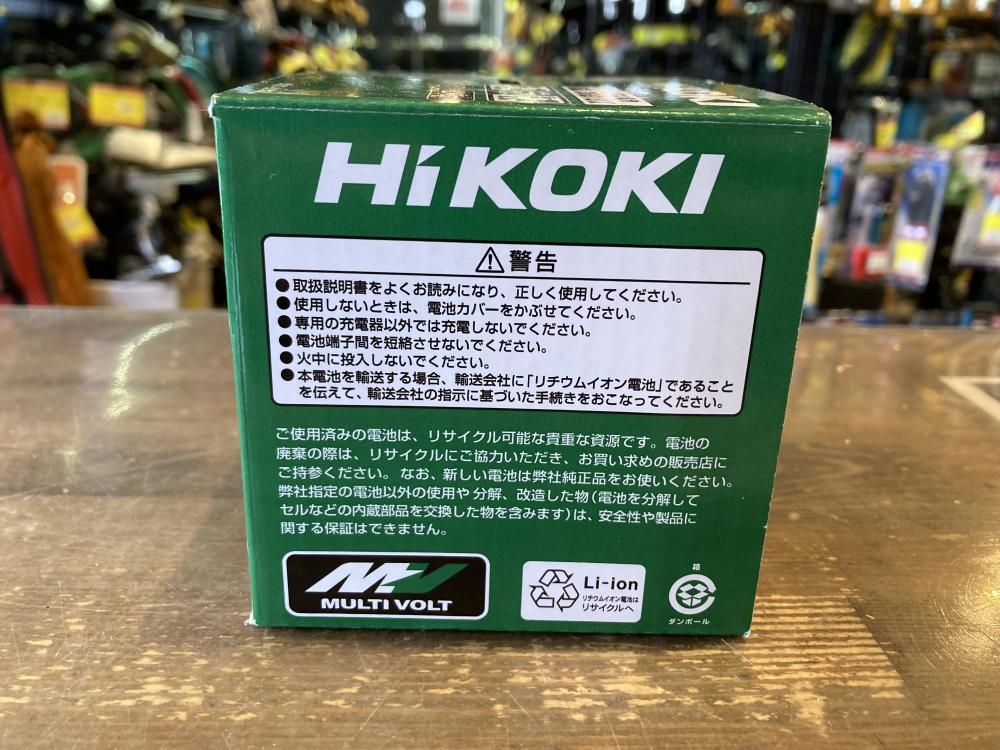 HiKOKI
⚠警告
●取扱説明書をよくお読みになり、正しく使用してください。
●使用しないときは、電池カバーをかぶせてください。
●専用の充電器以外では充電しないでください。
●電池端子間を短絡させないでください。
●火中に投入しないでください。
●本電池を輸送する場合、輸送会社に「リチウムイオン電池」であること
を伝えて、輸送会社の指示に基づいた手続きをおこなってください。
ご使用済みの電池は、リサイクル可能な貴重な資源です。電池の
廃棄の際は、リサイクルにご協力いただき、お買い求めの販売店に
ご持参ください。なお、新しい電池は弊社純正品をお使いください。
弊社指定の電池以外の使用や分解、改造した物(電池を分解して
セルなどの内蔵部品を交換した物を含みます)は、安全性や製品に
関する保証はできません。
MV
MULTI VOLT
Li-ion
リチウムイオン電池は
リサイクルへ
箱
ダンボール